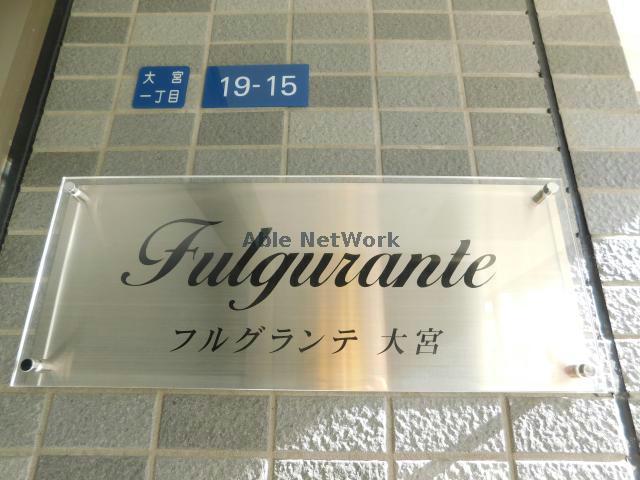 大宮
一丁目
19-15
Fulgurante
Able NetWork
フルグランテ 大宮